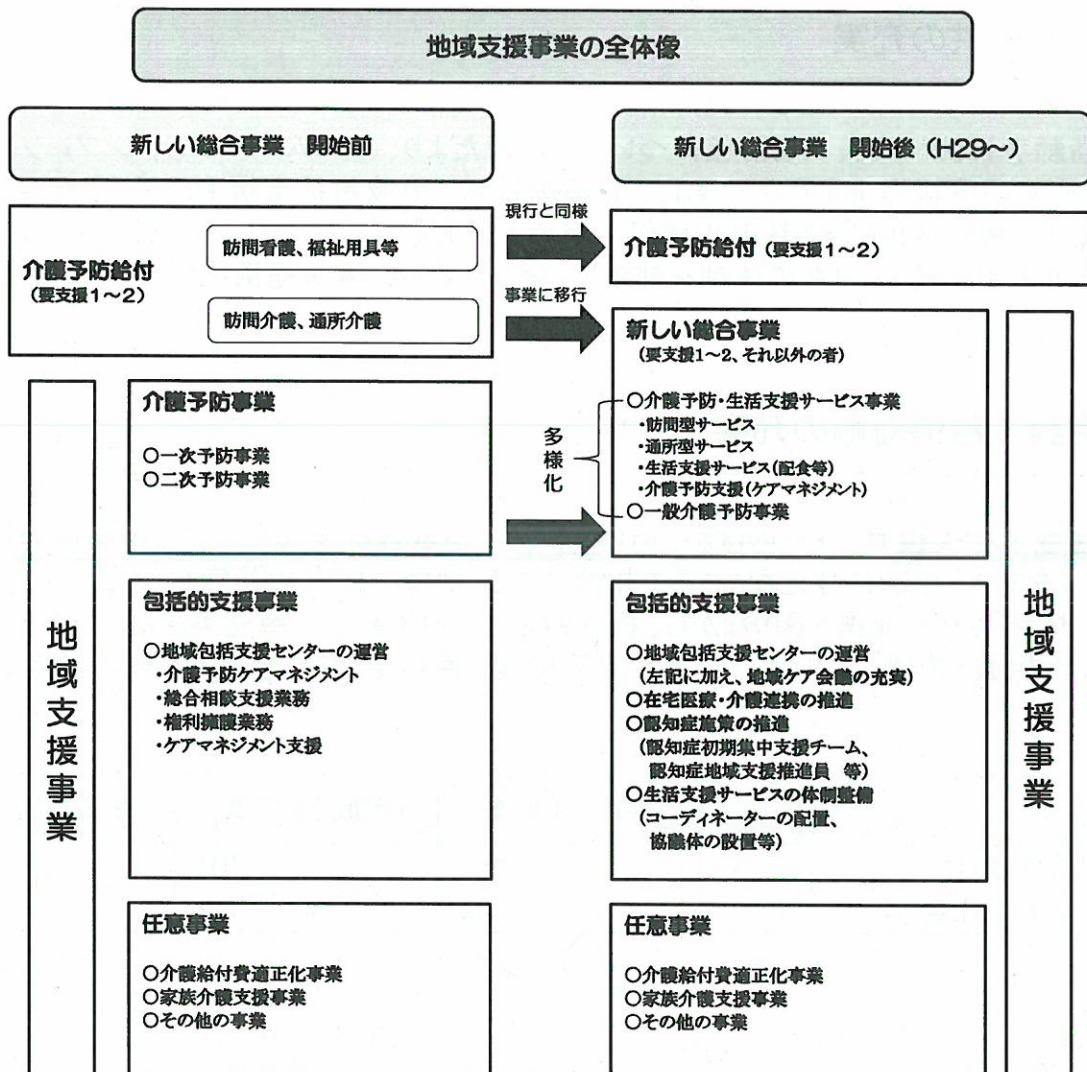 の充実
地域支援事業の全体像
新しい総合事業　開始前
介護予防給付
(要支援1～2)
訪問看護、福祉用具等
訪問介護、通所介護
現行と同様
事業に移行
多様化
新しい総合事業　開始後（H29～）
介護予防給付（要支援1～2）
地域支援事業
介護予防事業
○一次予防事業
○二次予防事業
包括的支援事業
○地域包括支援センターの運営
・介護予防ケアマネジメント
・総合相談支援業務
・権利擁護業務
・ケアマネジメント支援
任意事業
○介護給付費適正化事業
○家族介護支援事業
○その他の事業
新しい総合事業
(要支援1～2、それ以外の者)
○介護予防・生活支援サービス事業
・訪問型サービス
・通所型サービス
・生活支援サービス(配食等)
・介護予防支援(ケアマネジメント)
○一般介護予防事業
包括的支援事業
○地域包括支援センターの運営
(左記に加え、地域ケア会議の充実)
○在宅医療・介護連携の推進
○認知症施策の推進
(認知症初期集中支援チーム、
認知症地域支援推進員　等)
○生活支援サービスの体制整備
(コーディネーターの配置、
協議体の設置等)
任意事業
○介護給付費適正化事業
○家族介護支援事業
○その他の事業
地域支援事業